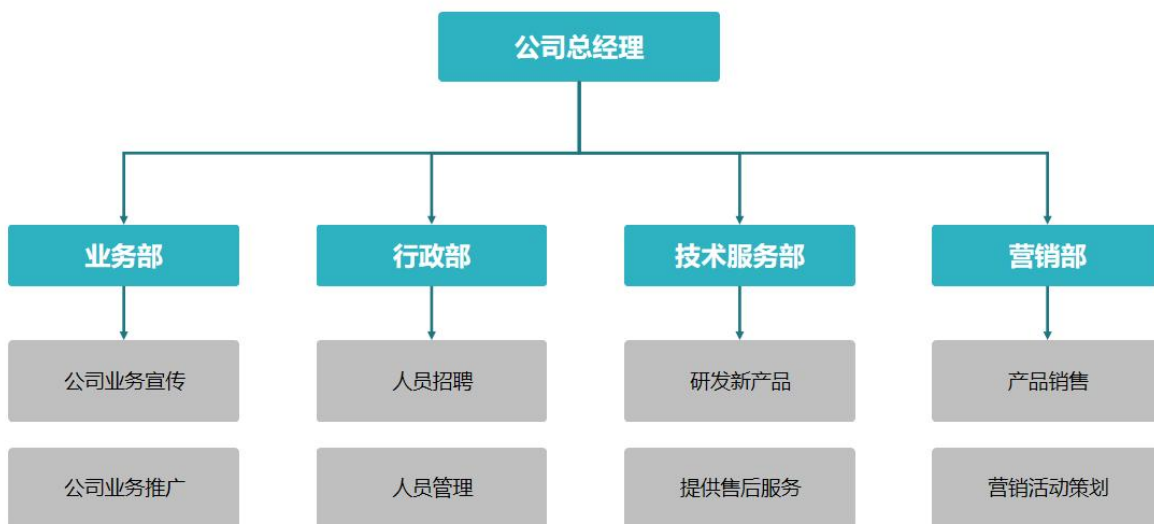 公司总经理
业务部
行政部
技术服务部
营销部
公司业务宣传
人员招聘
研发新产品
产品销售
公司业务推广
人员管理
提供售后服务
营销活动策划